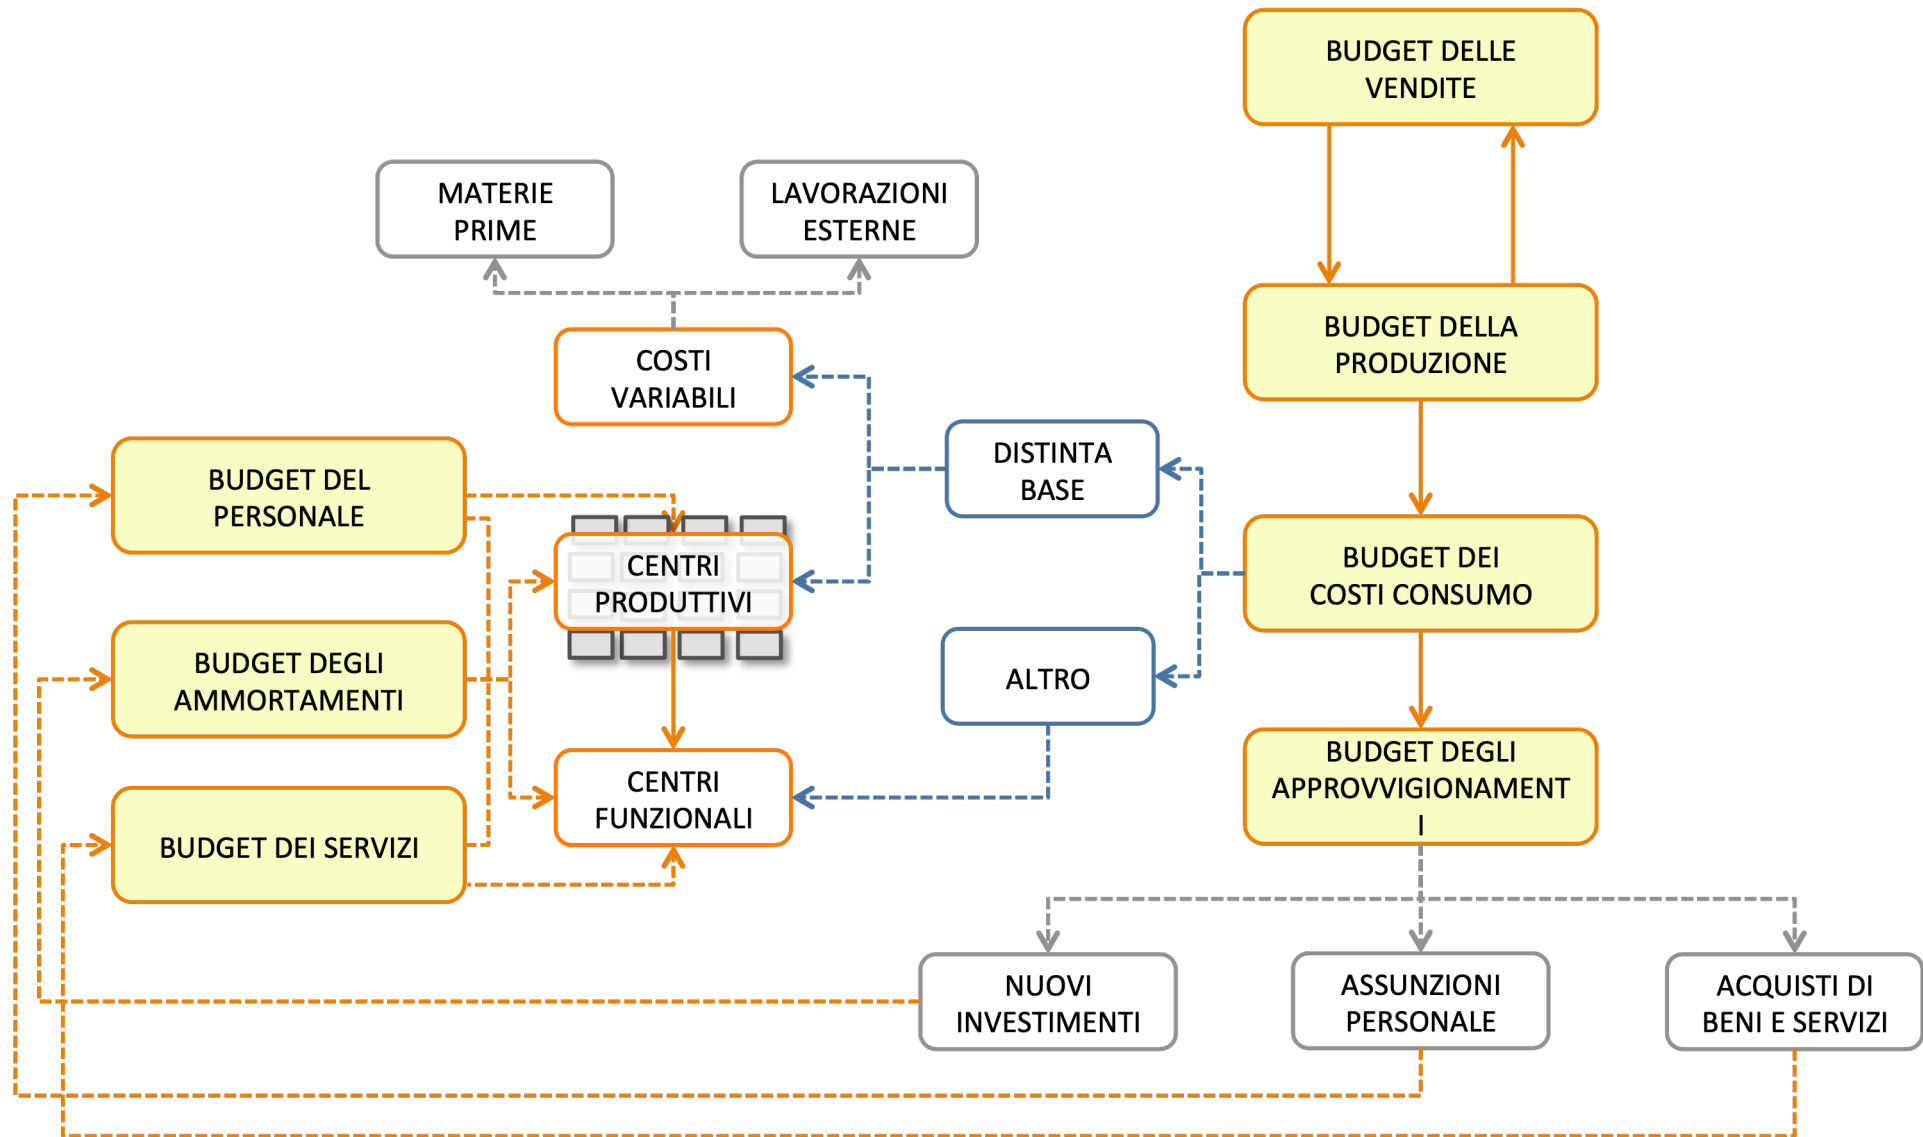 BUDGET DELLE
VENDITE
MATERIE
PRIME
LAVORAZIONI
ESTERNE
BUDGET DELLA
PRODUZIONE
COSTI
VARIABILI
DISTINTA
BASE
BUDGET DEL
PERSONALE
CENTRI
PRODUTTIVI
BUDGET DEI
COSTI CONSUMO
BUDGET DEGLI
AMMORTAMENTI
ALTRO
CENTRI
FUNZIONALI
BUDGET DEGLI
APPROVVIGIONAMENT
I
BUDGET DEI SERVIZI
NUOVI
INVESTIMENTI
ASSUNZIONI
PERSONALE
ACQUISTI DI
BENI E SERVIZI